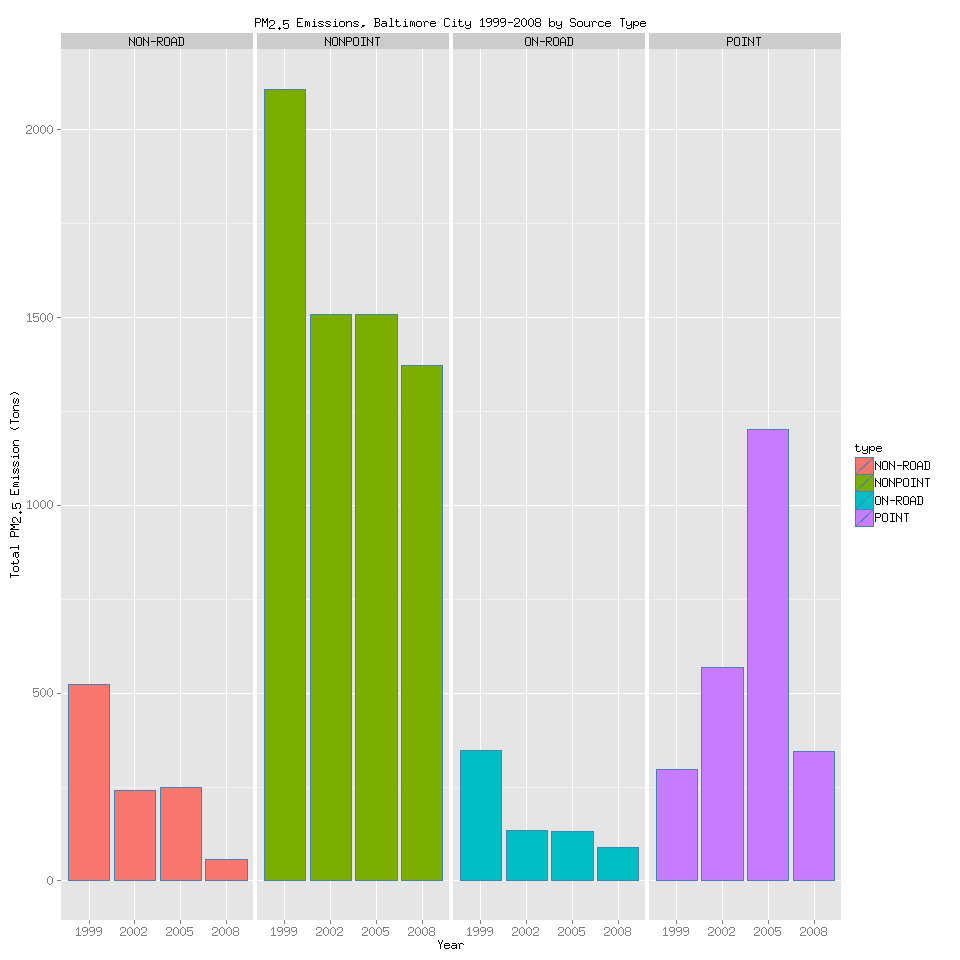 PM2.5 Emissions, Baltimore City 1999-2008 by Source Type
NON-ROAD NONPOINT ON-ROAD POINT
2000
1500
1000
500
0
Total PM2.5 Emission (Tons)
1999 2002 2005 2008 1999 2002 2005 2008 1999 2002 2005 2008 1999 2002 2005 2008
Year
type
NON-ROAD
NONPOINT
ON-ROAD
POINT